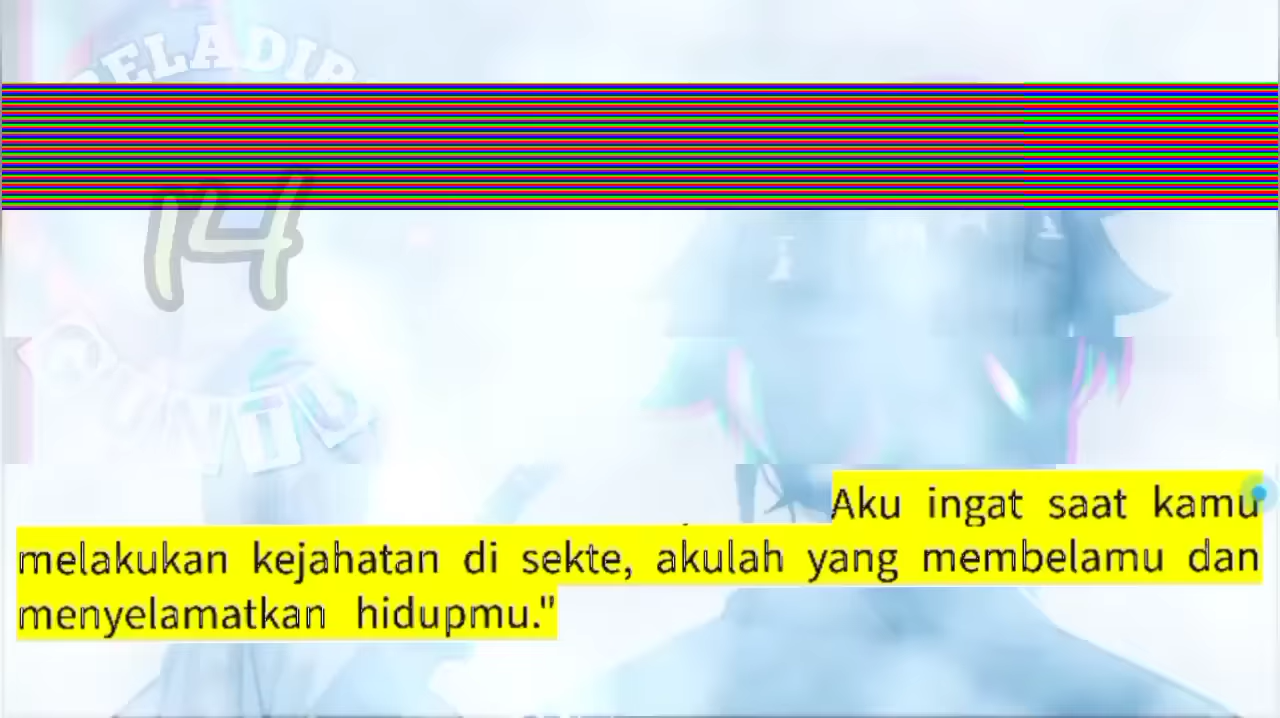 14
Aku ingat saat kamu
melakukan kejahatan di sekte, akulah yang membelamu dan
menyelamatkan hidupmu."